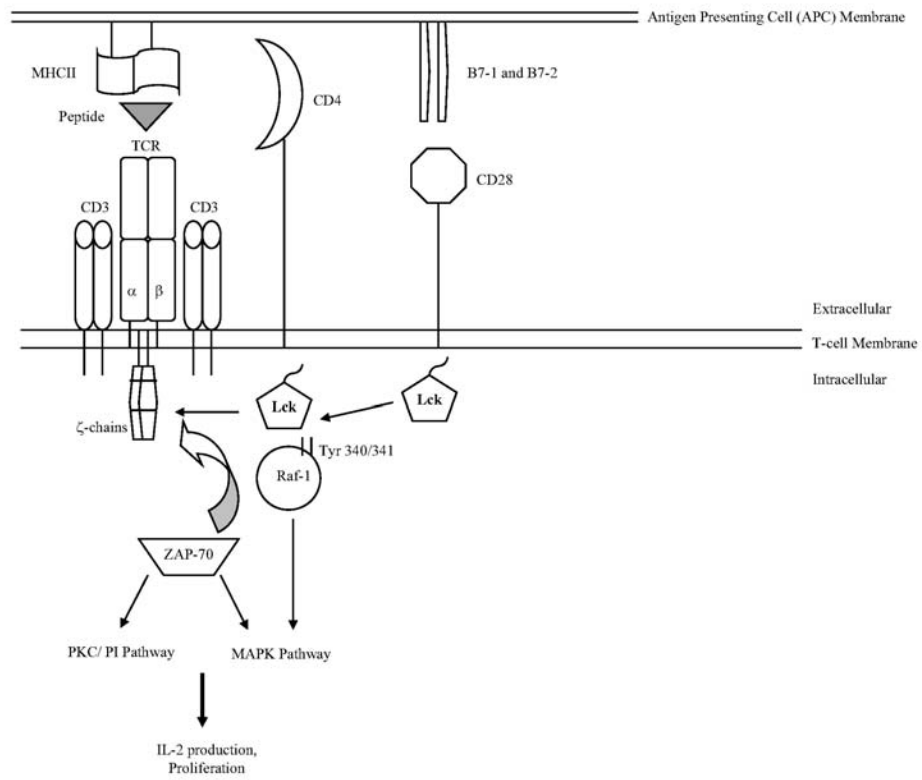 Antigen Presenting Cell (APC) Membrane
MHCII
B7-1 and B7-2
CD4
Peptide
TCR
CD28
CD3
CD3
α
β
Extracellular
T-cell Membrane
Intracellular
Lck
Lck
ζ-chains
Tyr 340/341
Raf-1
ZAP-70
PKC/ PI Pathway
MAPK Pathway
IL-2 production,
Proliferation